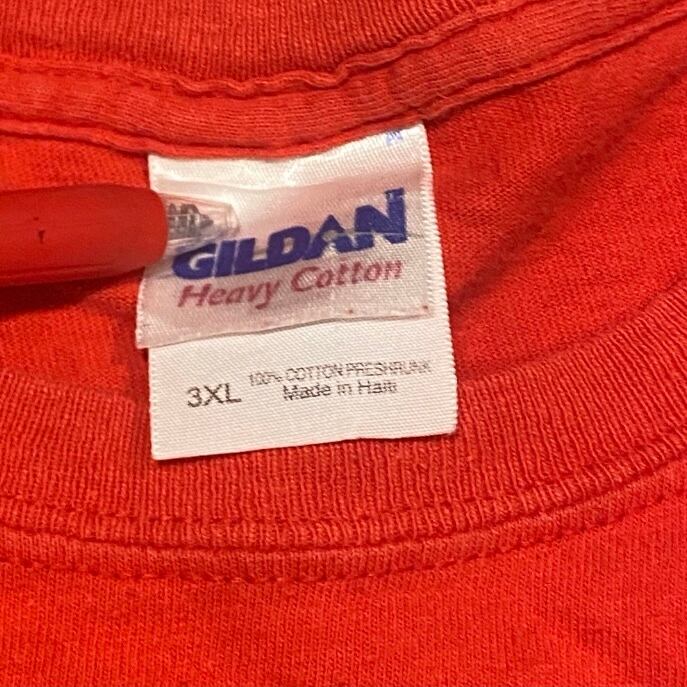 GILDAN
Heavy Cotton
3XL 100% COTTON PRESHRUNK
Made in Haiti